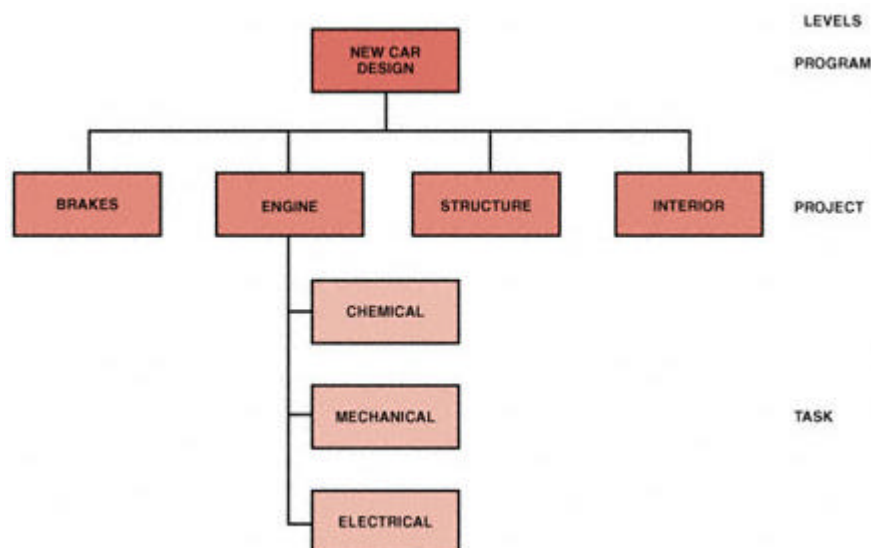 LEVELS
NEW CAR
DESIGN
PROGRAM
BRAKES
ENGINE
STRUCTURE
INTERIOR
PROJECT
CHEMICAL
MECHANICAL
TASK
ELECTRICAL